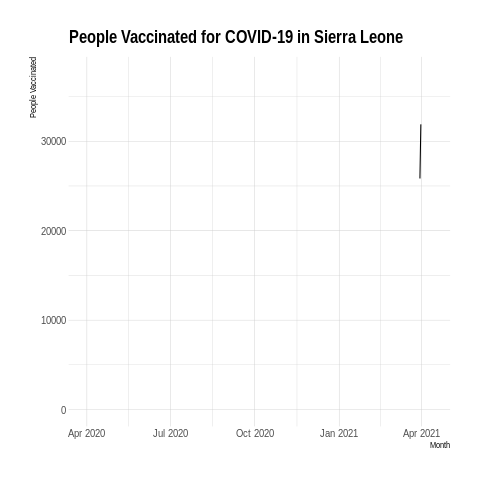 People Vaccinated for COVID-19 in Sierra Leone
People Vaccinated
30000
20000
10000
0
Apr 2020 Jul 2020 Oct 2020 Jan 2021 Apr 2021
Month